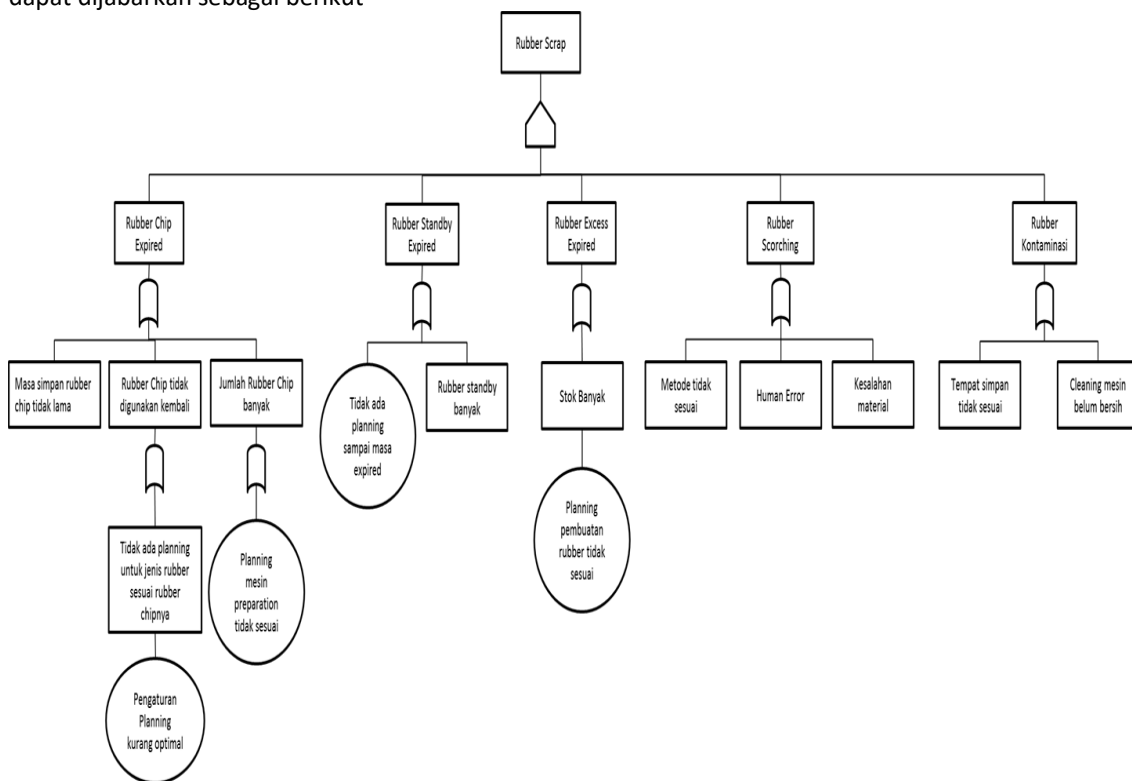 dapat dijabarkan sebagai berikut
Rubber Scrap
Rubber Chip
Expired
Rubber Standby
Expired
Rubber Excess
Expired
Rubber
Scorching
Rubber
Kontaminasi
Masa simpan rubber
chip tidak lama
Rubber Chip tidak
digunakan kembali
Jumlah Rubber Chip
banyak
Tidak ada
planning
sampai masa
expired
Rubber standby
banyak
Stok Banyak
Metode tidak
sesuai
Human Error
Kesalahan
material
Tempat simpan
tidak sesuai
Cleaning mesin
belum bersih
Tidak ada planning
untuk jenis rubber
sesuai rubber
chipnya
Planning
mesin
preparation
tidak sesuai
Planning
pembuatan
rubber tidak
sesuai
Pengaturan
Planning
kurang optimal